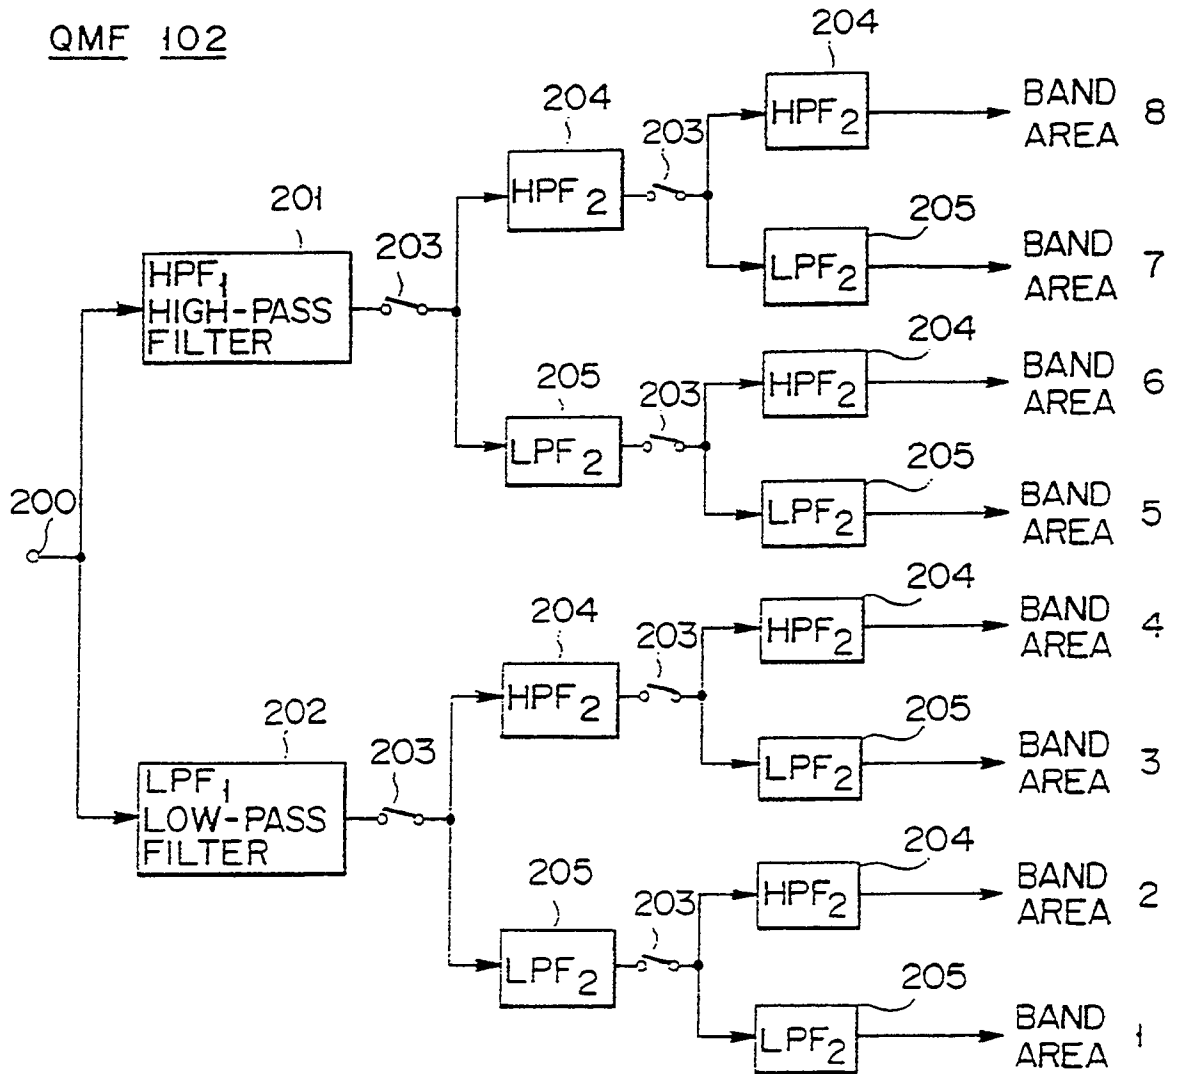 QMF 102
204
204
203
HPF2
BAND
AREA 8
HPF2
201
203
205
LPF2
BAND
AREA 7
HPF1
HIGH-PASS
FILTER
204
HPF2
BAND
AREA 6
205
203
LPF2
205
LPF2
BAND
AREA 5
200
204
HPF2
BAND
AREA 4
204
203
HPF2
202
203
205
LPF2
BAND
AREA 3
LPF1
LOW-PASS
FILTER
204
HPF2
BAND
AREA 2
205
203
LPF2
205
LPF2
BAND
AREA 1